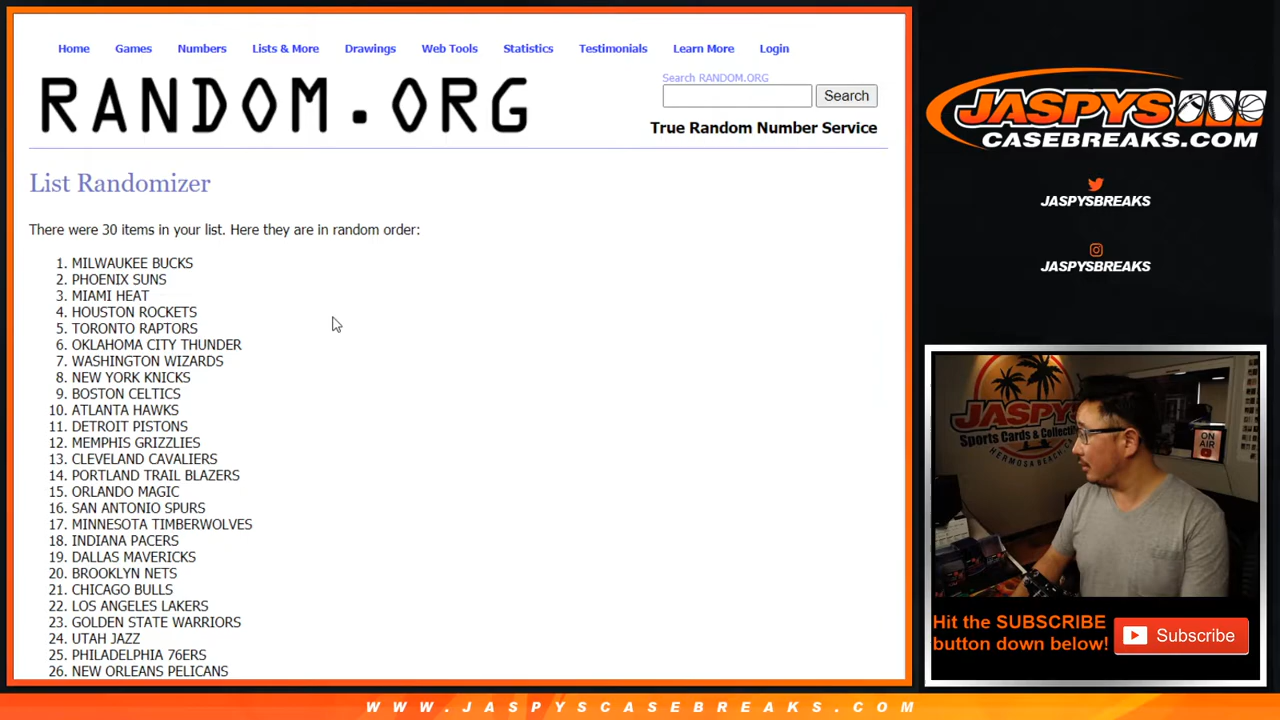 Home Games Numbers Lists & More Drawings Web Tools Statistics Testimonials Learn More Login
RANDOM.ORG
Search RANDOM.ORG
Search
True Random Number Service
List Randomizer
There were 30 items in your list. Here they are in random order:
1. MILWAUKEE BUCKS
2. PHOENIX SUNS
3. MIAMI HEAT
4. HOUSTON ROCKETS
5. TORONTO RAPTORS
6. OKLAHOMA CITY THUNDER
7. WASHINGTON WIZARDS
8. NEW YORK KNICKS
9. BOSTON CELTICS
10. ATLANTA HAWKS
11. DETROIT PISTONS
12. MEMPHIS GRIZZLIES
13. CLEVELAND CAVALIERS
14. PORTLAND TRAIL BLAZERS
15. ORLANDO MAGIC
16. SAN ANTONIO SPURS
17. MINNESOTA TIMBERWOLVES
18. INDIANA PACERS
19. DALLAS MAVERICKS
20. BROOKLYN NETS
21. CHICAGO BULLS
22. LOS ANGELES LAKERS
23. GOLDEN STATE WARRIORS
24. UTAH JAZZ
25. PHILADELPHIA 76ERS
26. NEW ORLEANS PELICANS
JASPYS
CASEBREAKS.COM
JASPYSBREAKS
JASPYSBREAKS
JASPYS
Sports Cards &
HERMOSA BEACH
ON
AIR
Hit the SUBSCRIBE
button down below!
Subscribe
WWW.JASPYSCASEBREAKS.COM